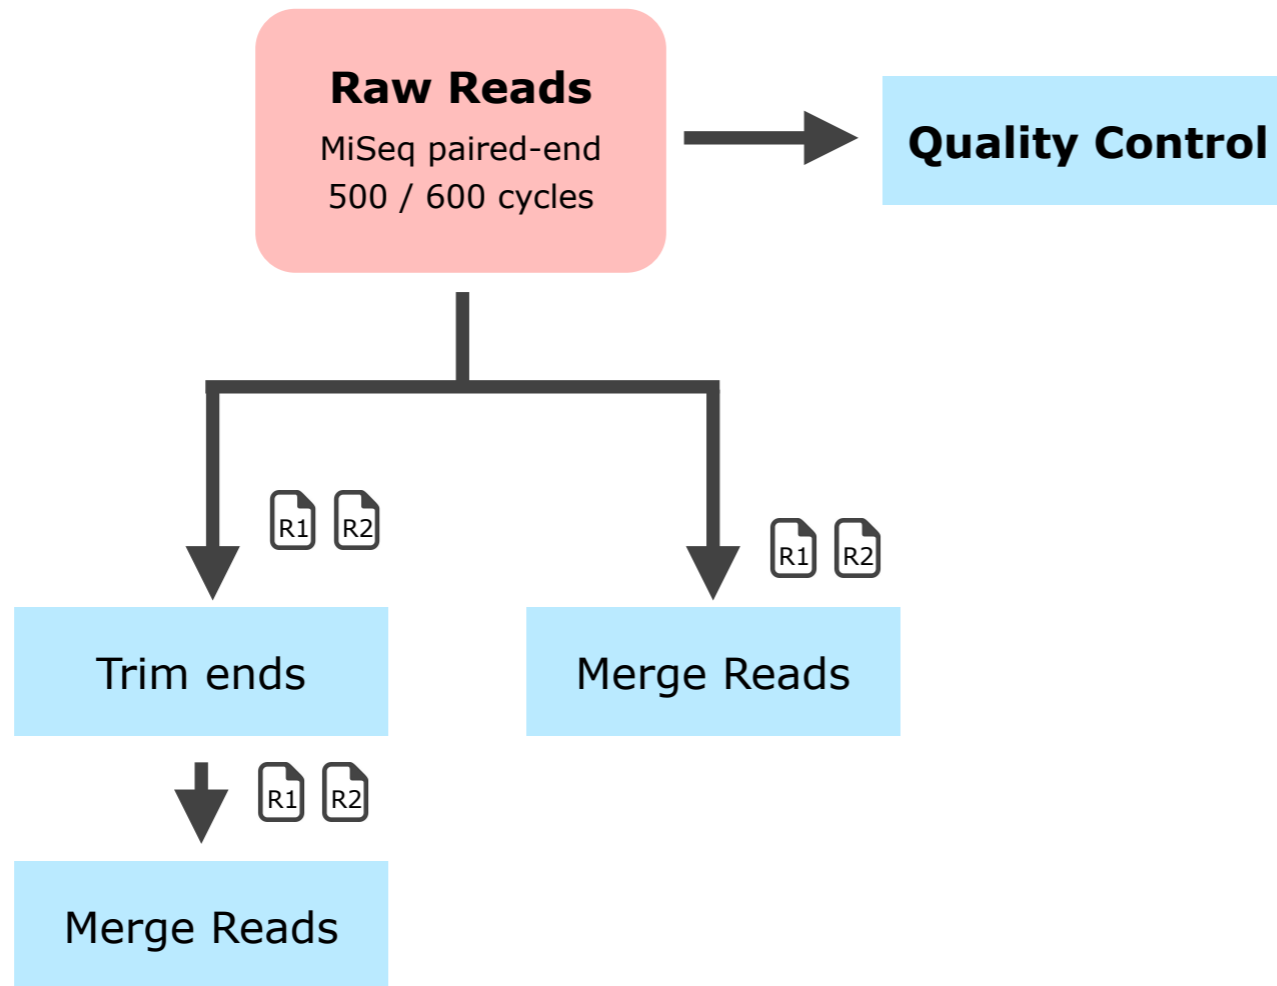 Raw Reads
MiSeq paired-end
500 / 600 cycles
Quality Control
R1 R2
R1 R2
Trim ends
Merge Reads
R1 R2
Merge Reads